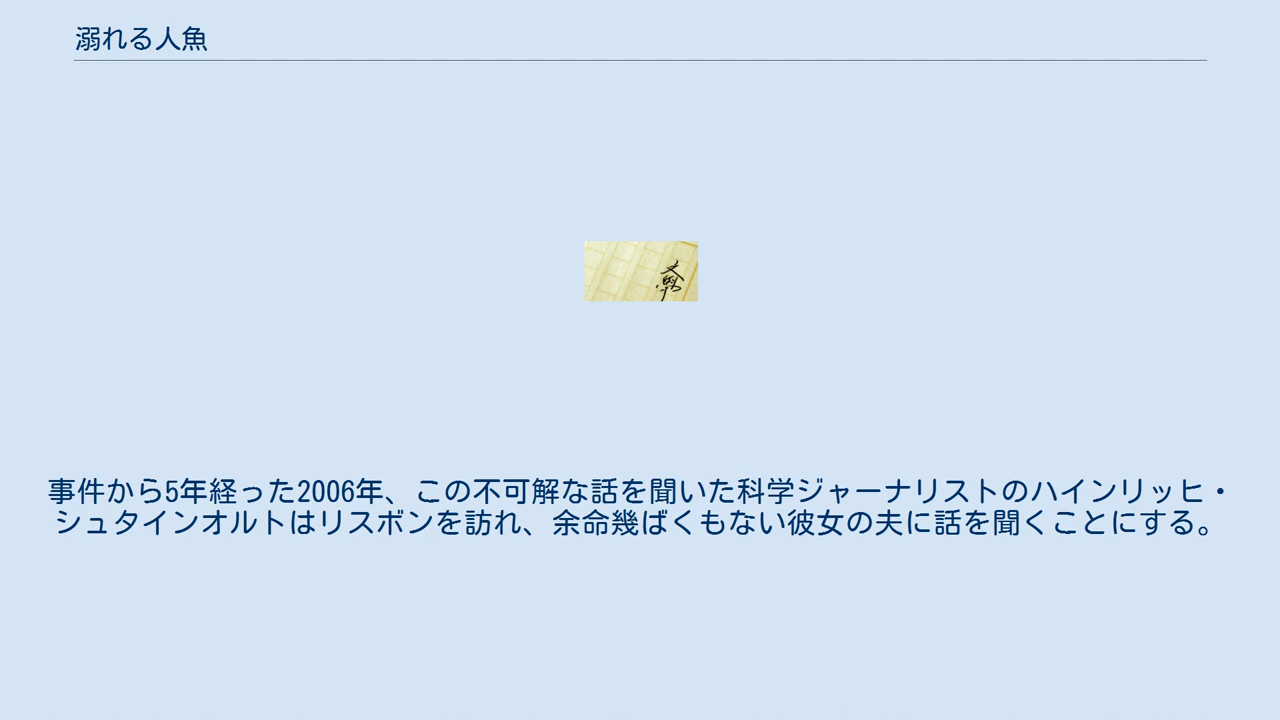 溺れる人魚
事件から5年経った2006年、この不可解な話を聞いた科学ジャーナリストのハインリッヒ・
シュタインオルトはリスボンを訪れ、余命幾ばくもない彼女の夫に話を聞くことにする。